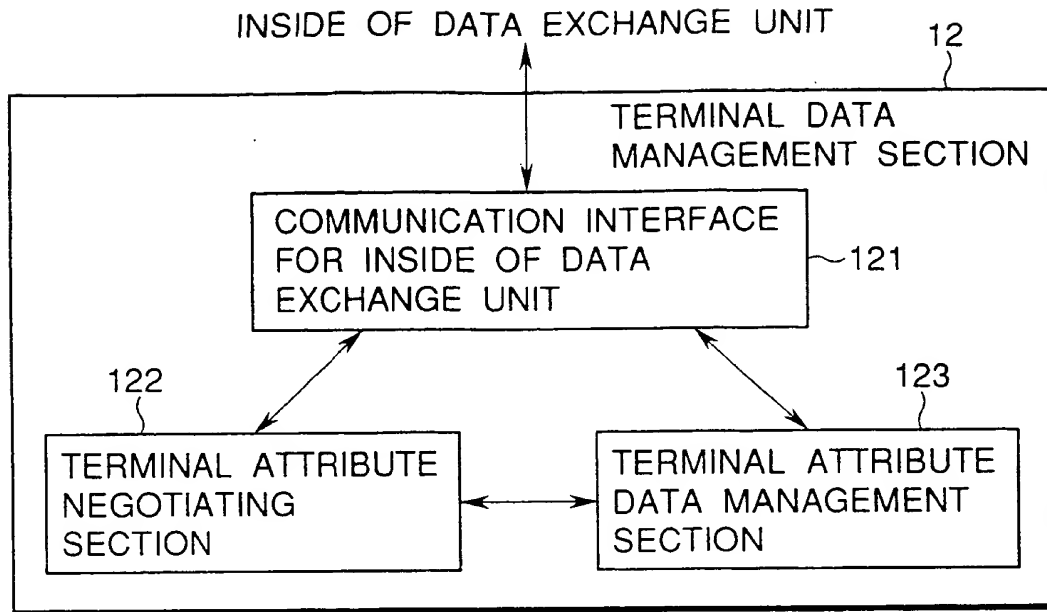 INSIDE OF DATA EXCHANGE UNIT
12
TERMINAL DATA
MANAGEMENT SECTION
COMMUNICATION INTERFACE
FOR INSIDE OF DATA
EXCHANGE UNIT
121
122
123
TERMINAL ATTRIBUTE
NEGOTIATING
SECTION
TERMINAL ATTRIBUTE
DATA MANAGEMENT
SECTION